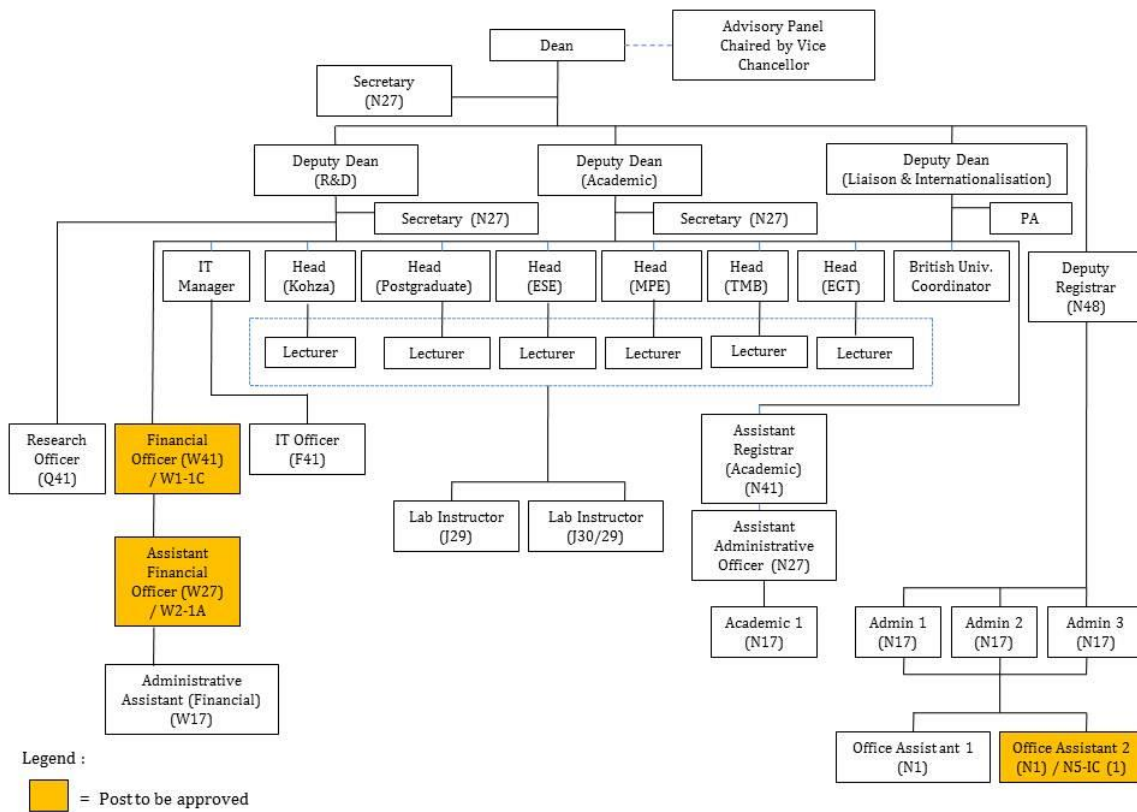 Dean
Advisory Panel
Chaired by Vice
Chancellor
Secretary
(N27)
Deputy Dean
(R&D)
Deputy Dean
(Academic)
Deputy Dean
(Liaison & Internationalisation)
Secretary (N27)
Secretary (N27)
PA
IT
Manager
Head
(Kohza)
Head
(Postgraduate)
Head
(ESE)
Head
(MPE)
Head
(TMB)
Head
(EGT)
British Univ.
Coordinator
Deputy
Registrar
(N48)
Lecturer
Lecturer
Lecturer
Lecturer
Lecturer
Lecturer
Research
Officer
(Q41)
Financial
Officer (W41)
/ W1-1C
IT Officer
(F41)
Assistant
Registrar
(Academic)
(N41)
Lab Instructor
(J29)
Lab Instructor
(J30/29)
Assistant
Administrative
Officer (N27)
Assistant
Financial
Officer (W27)
/ W2-1A
Academic 1
(N17)
Admin 1
(N17)
Admin 2
(N17)
Admin 3
(N17)
Administrative
Assistant (Financial)
(W17)
Office Assistant 1
(N1)
Office Assistant 2
(N1) / N5-IC (1)
Legend :
= Post to be approved